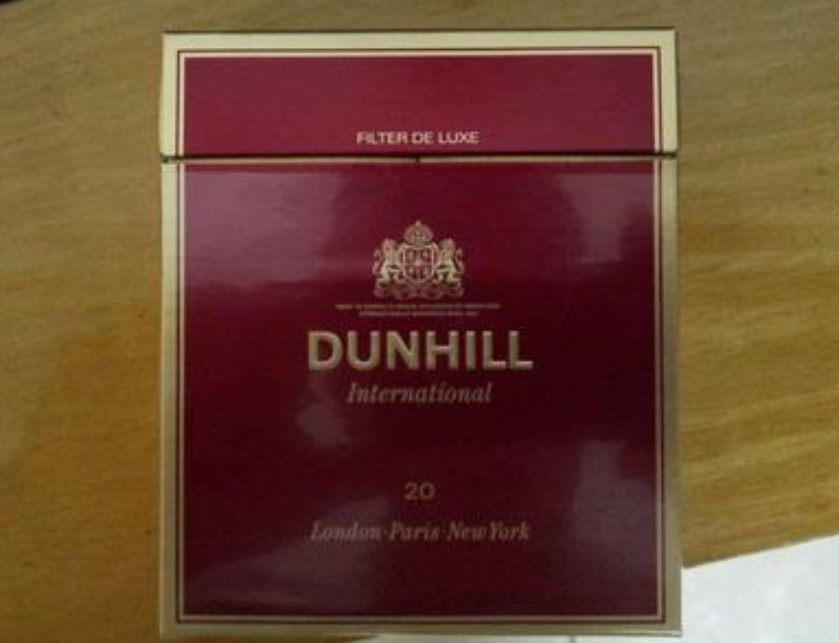 FILTER DE LUXE
DUNHILL
International
20
London·Paris·New York